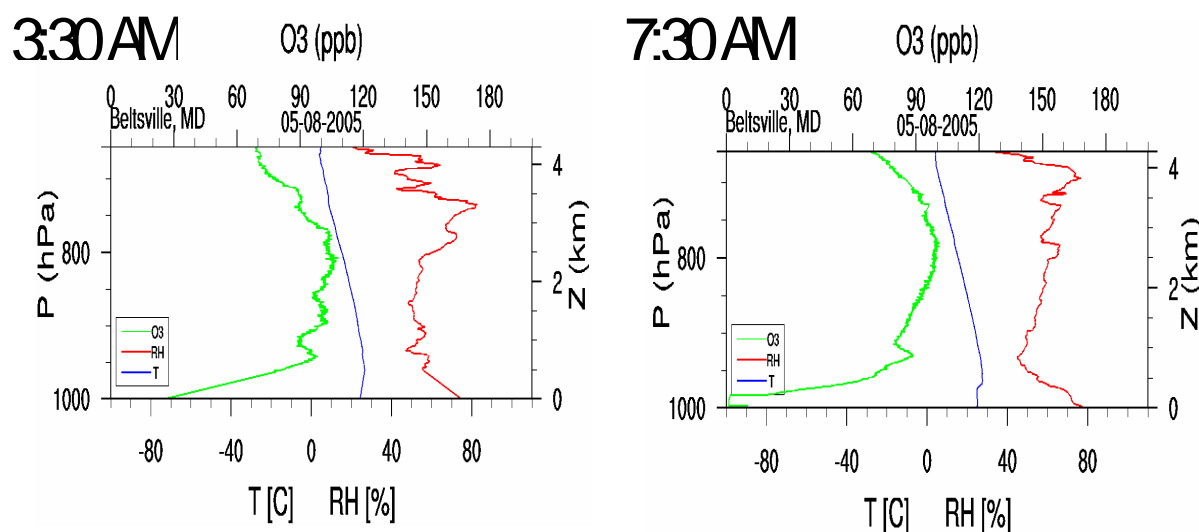 3:30 AM
O3 (ppb)
0 30 60 90 120 150 180
Beltsville, MD 05-08-2005
P (hPa)
800
1000
Z (km)
4
2
0
O3
RH
T
-80 -40 0 40 80
T [C] RH [%]
7:30 AM
O3 (ppb)
0 30 60 90 120 150 180
Beltsville, MD 05-08-2005
P (hPa)
800
1000
Z (km)
4
2
0
O3
RH
T
-80 -40 0 40 80
T [C] RH [%]